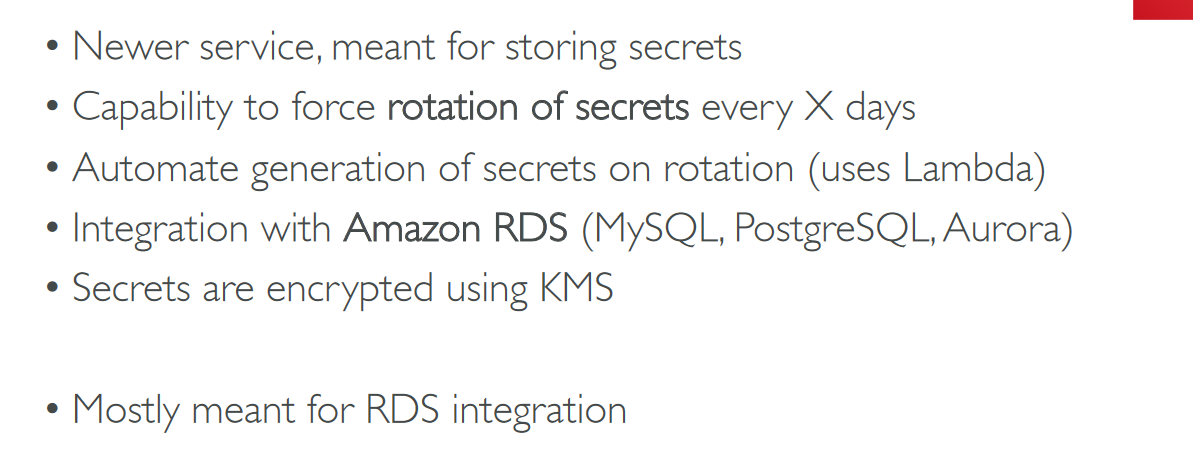 • Newer service, meant for storing secrets
• Capability to force rotation of secrets every X days
• Automate generation of secrets on rotation (uses Lambda)
• Integration with Amazon RDS (MySQL, PostgreSQL, Aurora)
• Secrets are encrypted using KMS
• Mostly meant for RDS integration